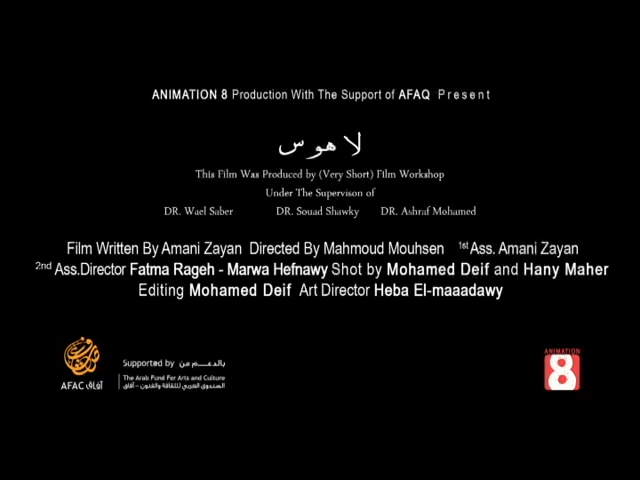 ANIMATION 8 Production With The Support of AFAQ Present
لا هوس
This Film Was Produced by (Very Short) Film Workshop
Under The Supervison of
DR. Wael Saber DR. Souad Shawky DR. Ashraf Mohamed
Film Written By Amani Zayan Directed By Mahmoud Mouhsen 1st Ass. Amani Zayan
2nd Ass.Director Fatma Rageh - Marwa Hefnawy Shot by Mohamed Deif and Hany Maher
Editing Mohamed Deif Art Director Heba El-maaadawy
AFAC آفاق
Supported by بالدعم من
The Arab Fund For Arts and Culture
الصندوق العربي للثقافة والفنون - آفاق
ANIMATION
8